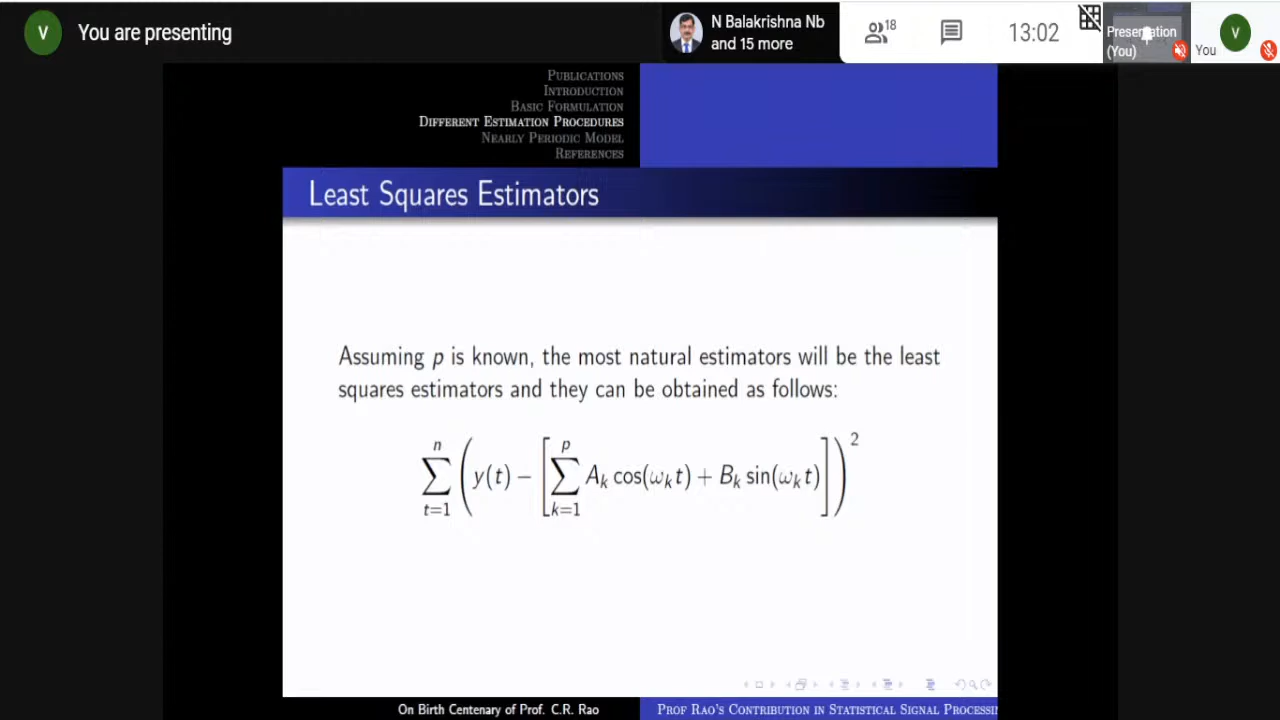 V
You are presenting
N Balakrishna Nb
and 15 more
18
13:02
Presentation
(You)
You
V
PUBLICATIONS
INTRODUCTION
BASIC FORMULATION
DIFFERENT ESTIMATION PROCEDURES
NEARLY PERIODIC MODEL
REFERENCES
Least Squares Estimators
Assuming p is known, the most natural estimators will be the least
squares estimators and they can be obtained as follows:
∑_{t=1}^{n} ( y(t) − [ ∑_{k=1}^{p} A_k cos(ω_k t) + B_k sin(ω_k t) ] )^2
On Birth Centenary of Prof. C.R. Rao
PROF RAO'S CONTRIBUTION IN STATISTICAL SIGNAL PROCESSIN